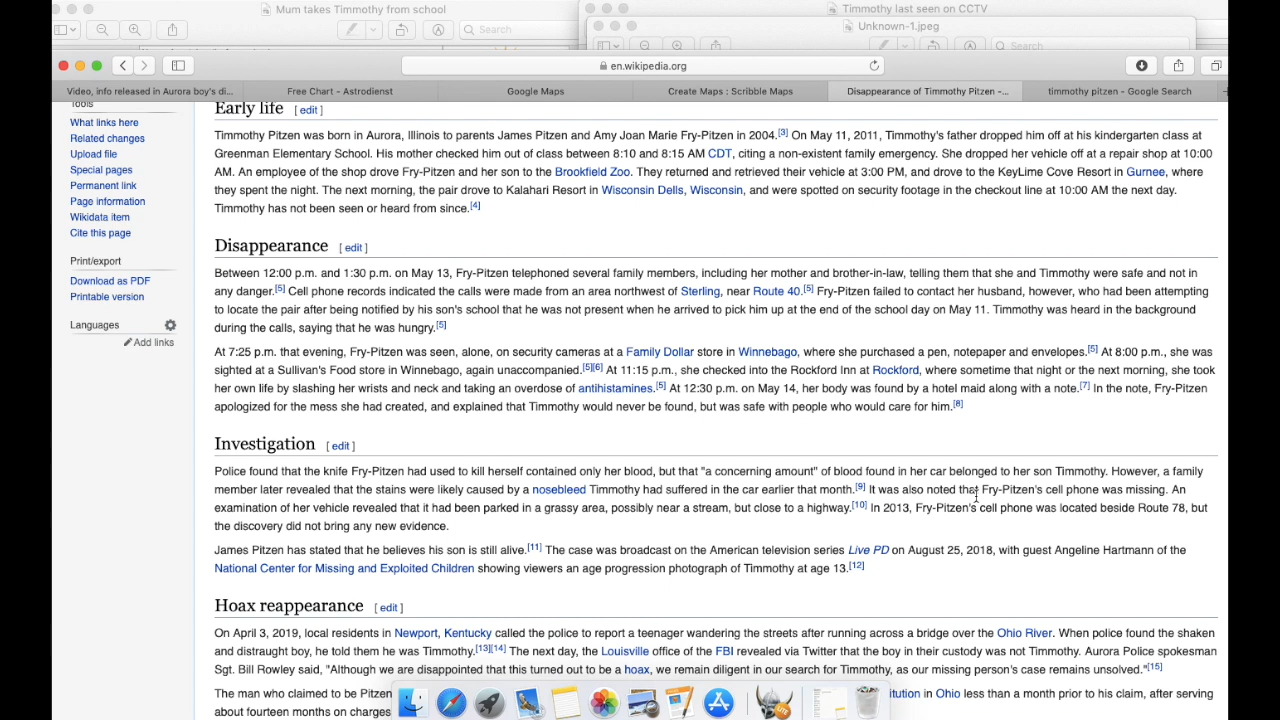 Mum takes Timmothy from school
Timmothy last seen on CCTV
Unknown-1.jpeg
Search
Search
en.wikipedia.org
Video, info released in Aurora boy's di...
Free Chart - Astrodienst
Google Maps
Create Maps : Scribble Maps
Disappearance of Timmothy Pitzen -...
timmothy pitzen - Google Search
Tools
What links here
Related changes
Upload file
Special pages
Permanent link
Page information
Wikidata item
Cite this page
Print/export
Download as PDF
Printable version
Languages
Add links
Early life [ edit ]
Timmothy Pitzen was born in Aurora, Illinois to parents James Pitzen and Amy Joan Marie Fry-Pitzen in 2004.[3] On May 11, 2011, Timmothy's father dropped him off at his kindergarten class at
Greenman Elementary School. His mother checked him out of class between 8:10 and 8:15 AM CDT, citing a non-existent family emergency. She dropped her vehicle off at a repair shop at 10:00
AM. An employee of the shop drove Fry-Pitzen and her son to the Brookfield Zoo. They returned and retrieved their vehicle at 3:00 PM, and drove to the KeyLime Cove Resort in Gurnee, where
they spent the night. The next morning, the pair drove to Kalahari Resort in Wisconsin Dells, Wisconsin, and were spotted on security footage in the checkout line at 10:00 AM the next day.
Timmothy has not been seen or heard from since.[4]
Disappearance [ edit ]
Between 12:00 p.m. and 1:30 p.m. on May 13, Fry-Pitzen telephoned several family members, including her mother and brother-in-law, telling them that she and Timmothy were safe and not in
any danger.[5] Cell phone records indicated the calls were made from an area northwest of Sterling, near Route 40.[5] Fry-Pitzen failed to contact her husband, however, who had been attempting
to locate the pair after being notified by his son's school that he was not present when he arrived to pick him up at the end of the school day on May 11. Timmothy was heard in the background
during the calls, saying that he was hungry.[5]
At 7:25 p.m. that evening, Fry-Pitzen was seen, alone, on security cameras at a Family Dollar store in Winnebago, where she purchased a pen, notepaper and envelopes.[5] At 8:00 p.m., she was
sighted at a Sullivan's Food store in Winnebago, again unaccompanied.[5][6] At 11:15 p.m., she checked into the Rockford Inn at Rockford, where sometime that night or the next morning, she took
her own life by slashing her wrists and neck and taking an overdose of antihistamines.[5] At 12:30 p.m. on May 14, her body was found by a hotel maid along with a note.[7] In the note, Fry-Pitzen
apologized for the mess she had created, and explained that Timmothy would never be found, but was safe with people who would care for him.[8]
Investigation [ edit ]
Police found that the knife Fry-Pitzen had used to kill herself contained only her blood, but that "a concerning amount" of blood found in her car belonged to her son Timmothy. However, a family
member later revealed that the stains were likely caused by a nosebleed Timmothy had suffered in the car earlier that month.[9] It was also noted that Fry-Pitzen's cell phone was missing. An
examination of her vehicle revealed that it had been parked in a grassy area, possibly near a stream, but close to a highway.[10] In 2013, Fry-Pitzen's cell phone was located beside Route 78, but
the discovery did not bring any new evidence.
James Pitzen has stated that he believes his son is still alive.[11] The case was broadcast on the American television series Live PD on August 25, 2018, with guest Angeline Hartmann of the
National Center for Missing and Exploited Children showing viewers an age progression photograph of Timmothy at age 13.[12]
Hoax reappearance [ edit ]
On April 3, 2019, local residents in Newport, Kentucky called the police to report a teenager wandering the streets after running across a bridge over the Ohio River. When police found the shaken
and distraught boy, he told them he was Timmothy.[13][14] The next day, the Louisville office of the FBI revealed via Twitter that the boy in their custody was not Timmothy. Aurora Police spokesman
Sgt. Bill Rowley said, "Although we are disappointed that this turned out to be a hoax, we remain diligent in our search for Timmothy, as our missing person's case remains unsolved."[15]
The man who claimed to be Pitzen in Ohio less than a month prior to his claim, after serving
about fourteen months on charges